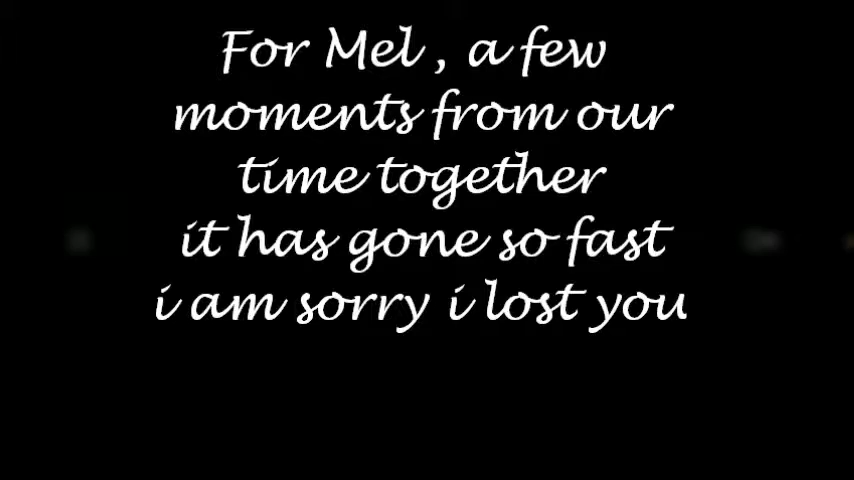 For Mel , a few
moments from our
time together
it has gone so fast
i am sorry i lost you